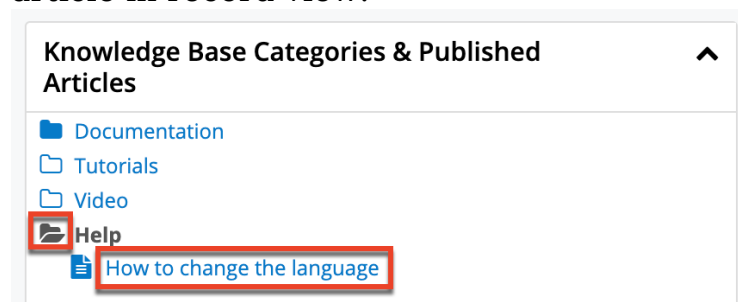 Knowledge Base Categories & Published
Articles
Documentation
Tutorials
Video
Help
How to change the language